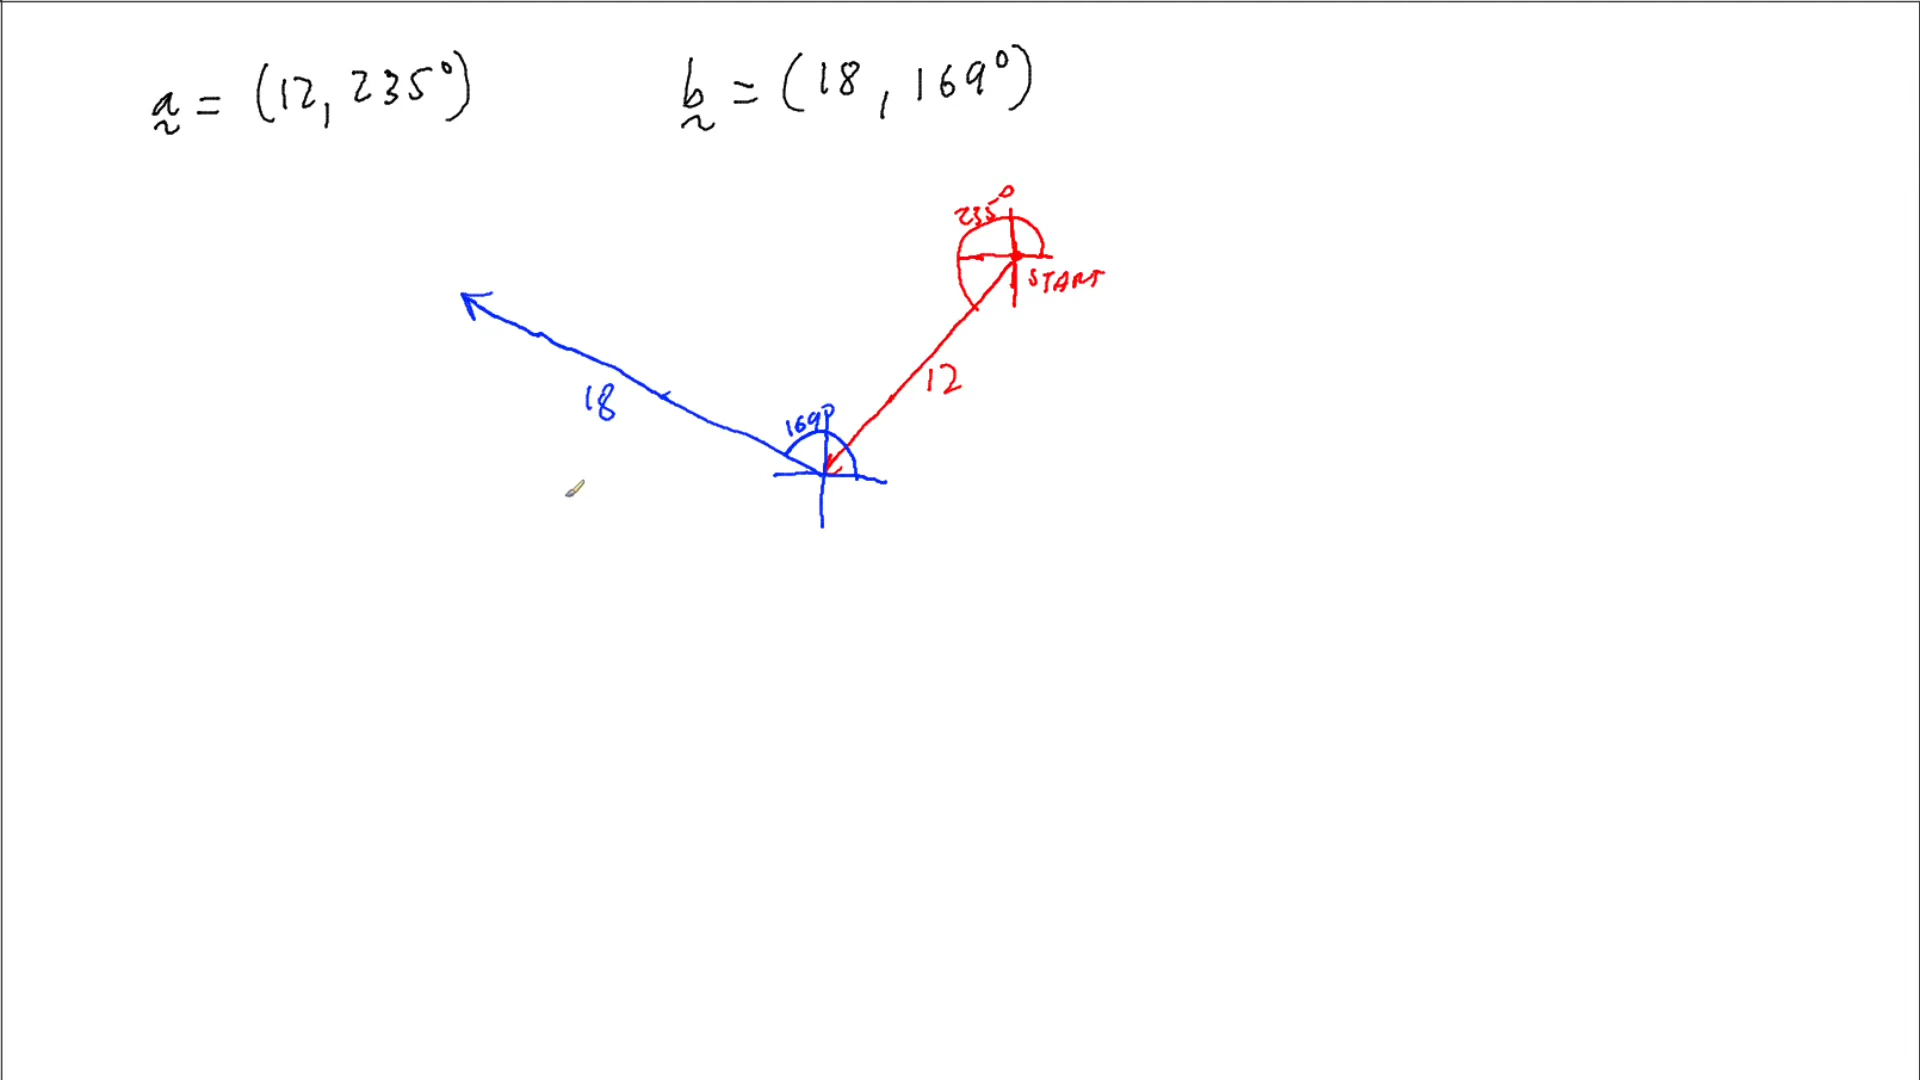 a = (12, 235°) b = (18, 169°)
235°
START
12
18
169°